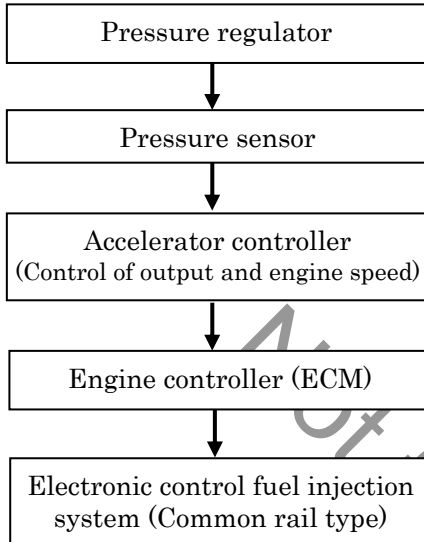 Pressure regulator
Pressure sensor
Accelerator controller
(Control of output and engine speed)
Engine controller (ECM)
Electronic control fuel injection
system (Common rail type)
Not